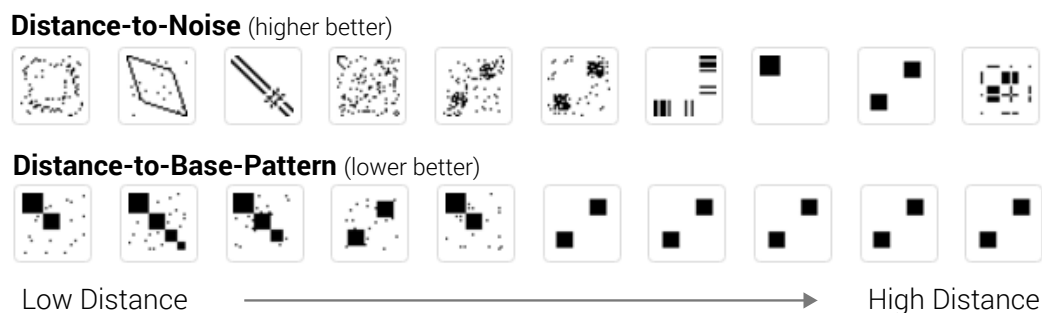 Distance-to-Noise (higher better)
Distance-to-Base-Pattern (lower better)
Low Distance High Distance